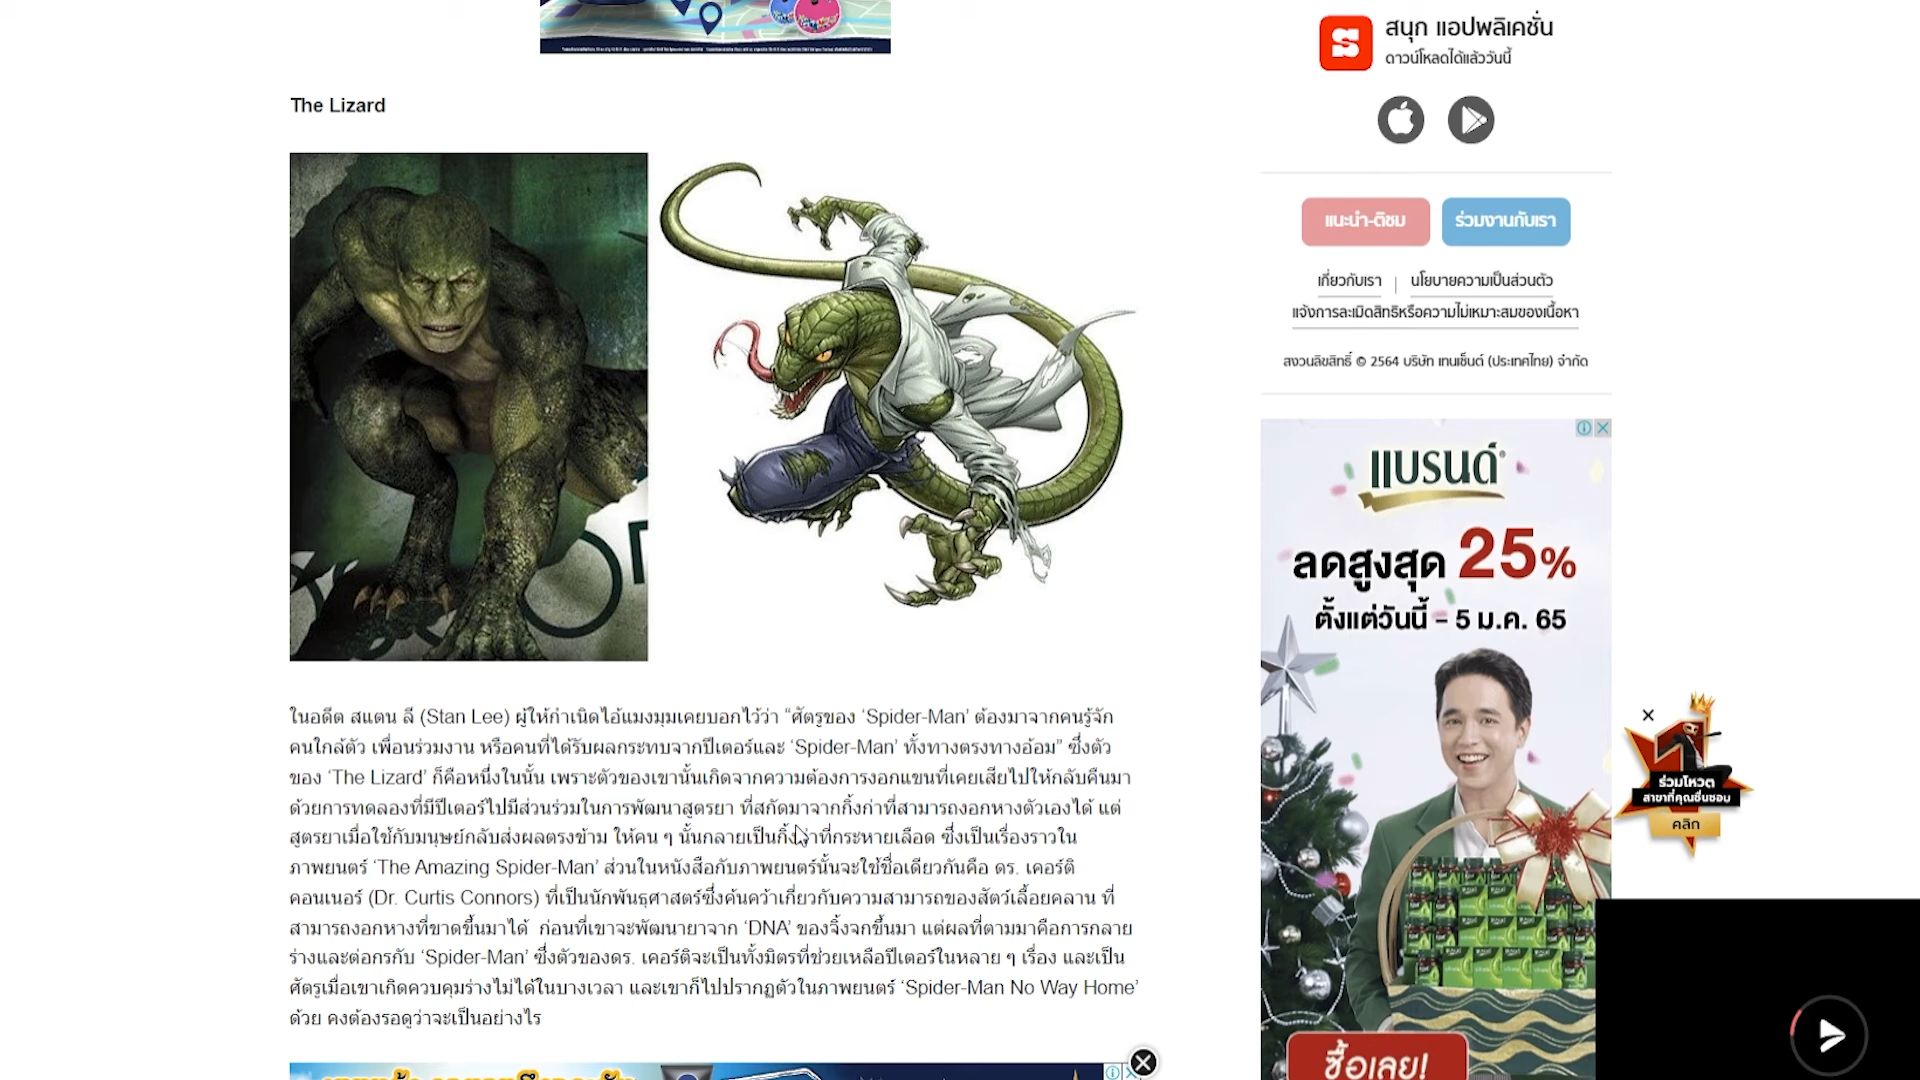 The Lizard
ในอดีต สแตน ลี (Stan Lee) ผู้ให้กำเนิดไอ้แมงมุมเคยบอกไว้ว่า “ศัตรูของ ‘Spider-Man’ ต้องมาจากคนรู้จัก
คนใกล้ตัว เพื่อนร่วมงาน หรือคนที่ได้รับผลกระทบจากปีเตอร์และ ‘Spider-Man’ ทั้งทางตรงทางอ้อม” ซึ่งตัว
ของ ‘The Lizard’ ก็คือหนึ่งในนั้น เพราะตัวของเขานั้นเกิดจากความต้องการงอกแขนที่เคยเสียไปให้กลับคืนมา
ด้วยการทดลองที่มีปีเตอร์ไปมีส่วนร่วมในการพัฒนาสูตรยา ที่สกัดมาจากกิ้งก่าที่สามารถงอกหางตัวเองได้ แต่
สูตรยาเมื่อใช้กับมนุษย์กลับส่งผลตรงข้าม ให้คน ๆ นั้นกลายเป็นกิ้งก่าที่กระหายเลือด ซึ่งเป็นเรื่องราวใน
ภาพยนตร์ ‘The Amazing Spider-Man’ ส่วนในหนังสือกับภาพยนตร์นั้นจะใช้ชื่อเดียวกันคือ ดร. เคอร์ติ
คอนเนอร์ (Dr. Curtis Connors) ที่เป็นนักพันธุศาสตร์ซึ่งค้นคว้าเกี่ยวกับความสามารถของสัตว์เลื้อยคลาน ที่
สามารถงอกหางที่ขาดขึ้นมาได้ ก่อนที่เขาจะพัฒนายาจาก ‘DNA’ ของจิ้งจกขึ้นมา แต่ผลที่ตามมาคือการกลาย
ร่างและต่อกรกับ ‘Spider-Man’ ซึ่งตัวของดร. เคอร์ติจะเป็นทั้งมิตรที่ช่วยเหลือปีเตอร์ในหลาย ๆ เรื่อง และเป็น
ศัตรูเมื่อเขาเกิดควบคุมร่างไม่ได้ในบางเวลา และเขาก็ไปปรากฏตัวในภาพยนตร์ ‘Spider-Man No Way Home’
ด้วย คงต้องรอดูว่าจะเป็นอย่างไร
สนุก แอปพลิเคชั่น
ดาวน์โหลดได้แล้ววันนี้
แนะนำ-ติชม
ร่วมงานกับเรา
เกี่ยวกับเรา | นโยบายความเป็นส่วนตัว
แจ้งการละเมิดสิทธิหรือความไม่เหมาะสมของเนื้อหา
สงวนลิขสิทธิ์ © 2564 บริษัท เทนเซ็นต์ (ประเทศไทย) จำกัด
แบรนด์®
ลดสูงสุด 25%
ตั้งแต่วันนี้ - 5 ม.ค. 65
ซื้อเลย!
ร่วมโหวต
สาขาที่คุณชื่นชอบ
คลิก